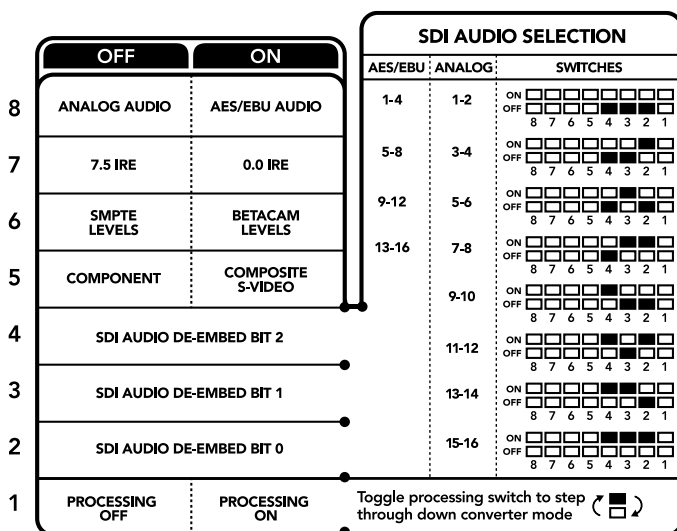 OFF ON
8 ANALOG AUDIO AES/EBU AUDIO
7 7.5 IRE 0.0 IRE
6 SMPTE LEVELS BETACAM LEVELS
5 COMPONENT COMPOSITE S-VIDEO
4 SDI AUDIO DE-EMBED BIT 2
3 SDI AUDIO DE-EMBED BIT 1
2 SDI AUDIO DE-EMBED BIT 0
1 PROCESSING OFF PROCESSING ON
SDI AUDIO SELECTION
AES/EBU ANALOG SWITCHES
1-4 1-2 ON
OFF
8 7 6 5 4 3 2 1
5-8 3-4 ON
OFF
8 7 6 5 4 3 2 1
9-12 5-6 ON
OFF
8 7 6 5 4 3 2 1
13-16 7-8 ON
OFF
8 7 6 5 4 3 2 1
9-10 ON
OFF
8 7 6 5 4 3 2 1
11-12 ON
OFF
8 7 6 5 4 3 2 1
13-14 ON
OFF
8 7 6 5 4 3 2 1
15-16 ON
OFF
8 7 6 5 4 3 2 1
Toggle processing switch to step
through down converter mode